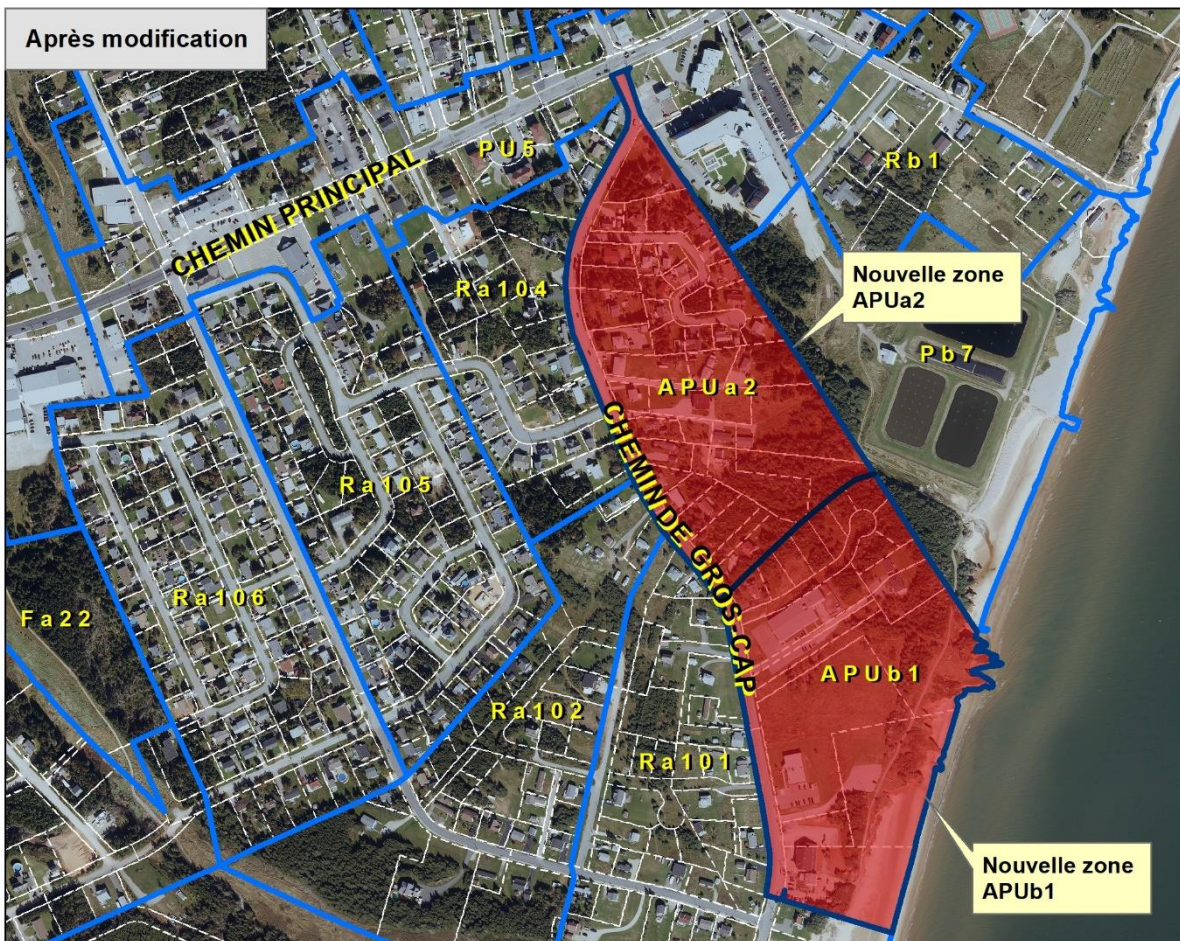 Après modification
PU5
CHEMIN PRINCIPAL
Rb1
Nouvelle zone
APUa2
Ra104
Pb7
APUa2
CHEMIN DE GROS-CAP
Ra105
Ra106
Fa22
APUb1
Ra102
Ra101
Nouvelle zone
APUb1